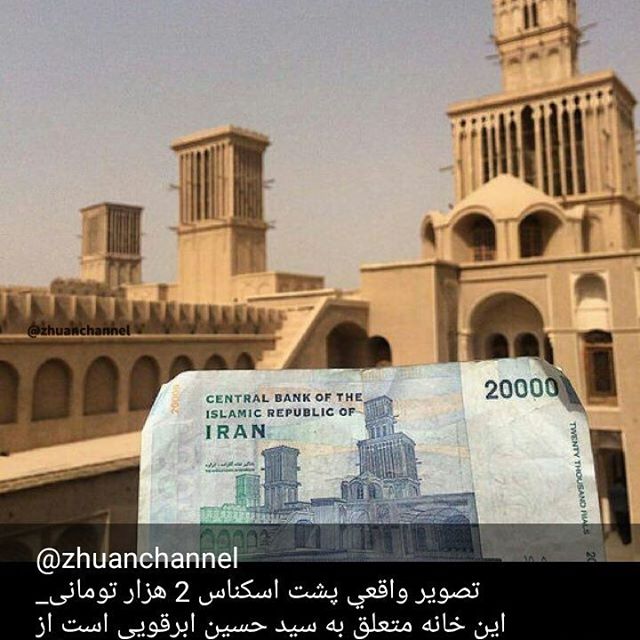 @zhuanchannel
20000
CENTRAL BANK OF THE
ISLAMIC REPUBLIC OF
IRAN
20000
TWENTY THOUSAND RIALS
20
@zhuanchannel
تصویر واقعي پشت اسکناس 2 هزار تومانی_
این خانه متعلق به سید حسین ابرقویی است از